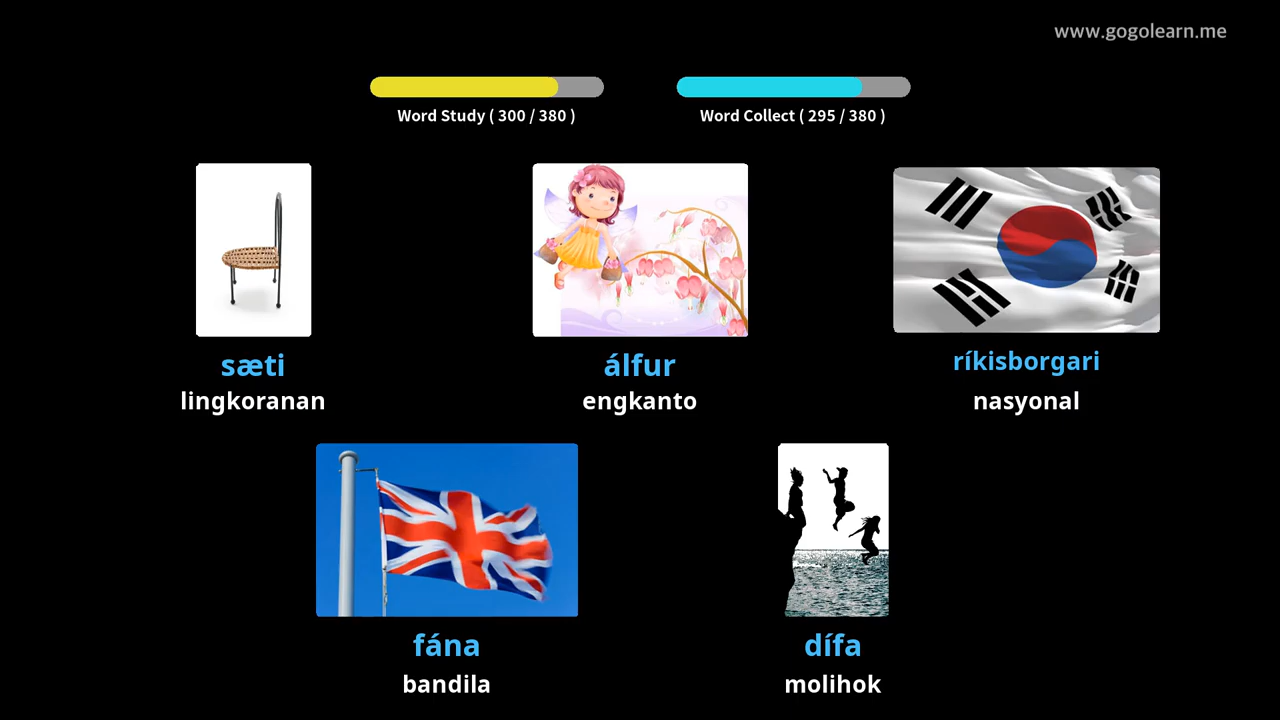 www.gogolearn.me
Word Study ( 300 / 380 )
Word Collect ( 295 / 380 )
sæti
lingkoranan
álfur
engkanto
ríkisborgari
nasyonal
fána
bandila
dífa
molihok